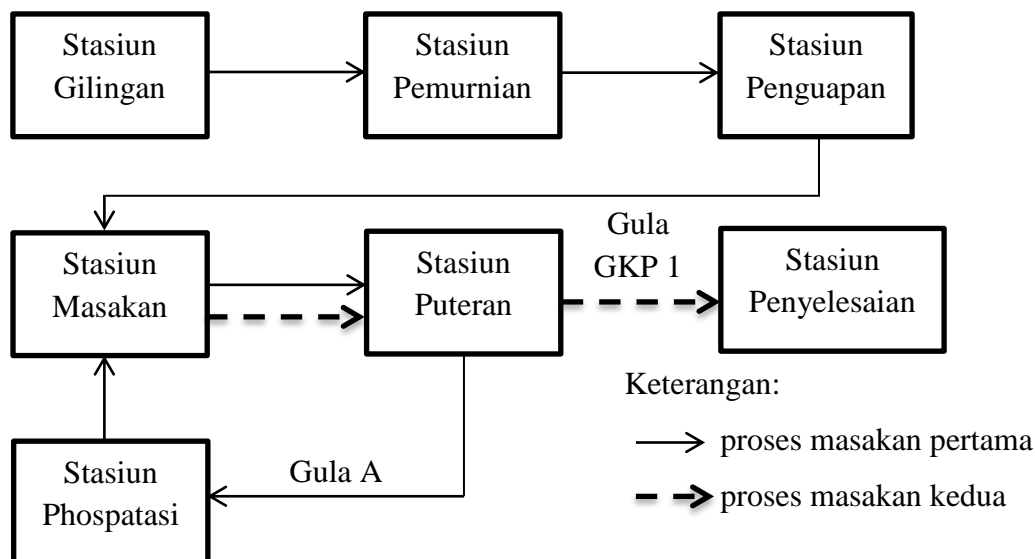 Stasiun
Gilingan
Stasiun
Pemurnian
Stasiun
Penguapan
Stasiun
Masakan
Stasiun
Puteran
Gula
GKP 1
Stasiun
Penyelesaian
Stasiun
Phospatasi
Gula A
Keterangan:
proses masakan pertama
proses masakan kedua